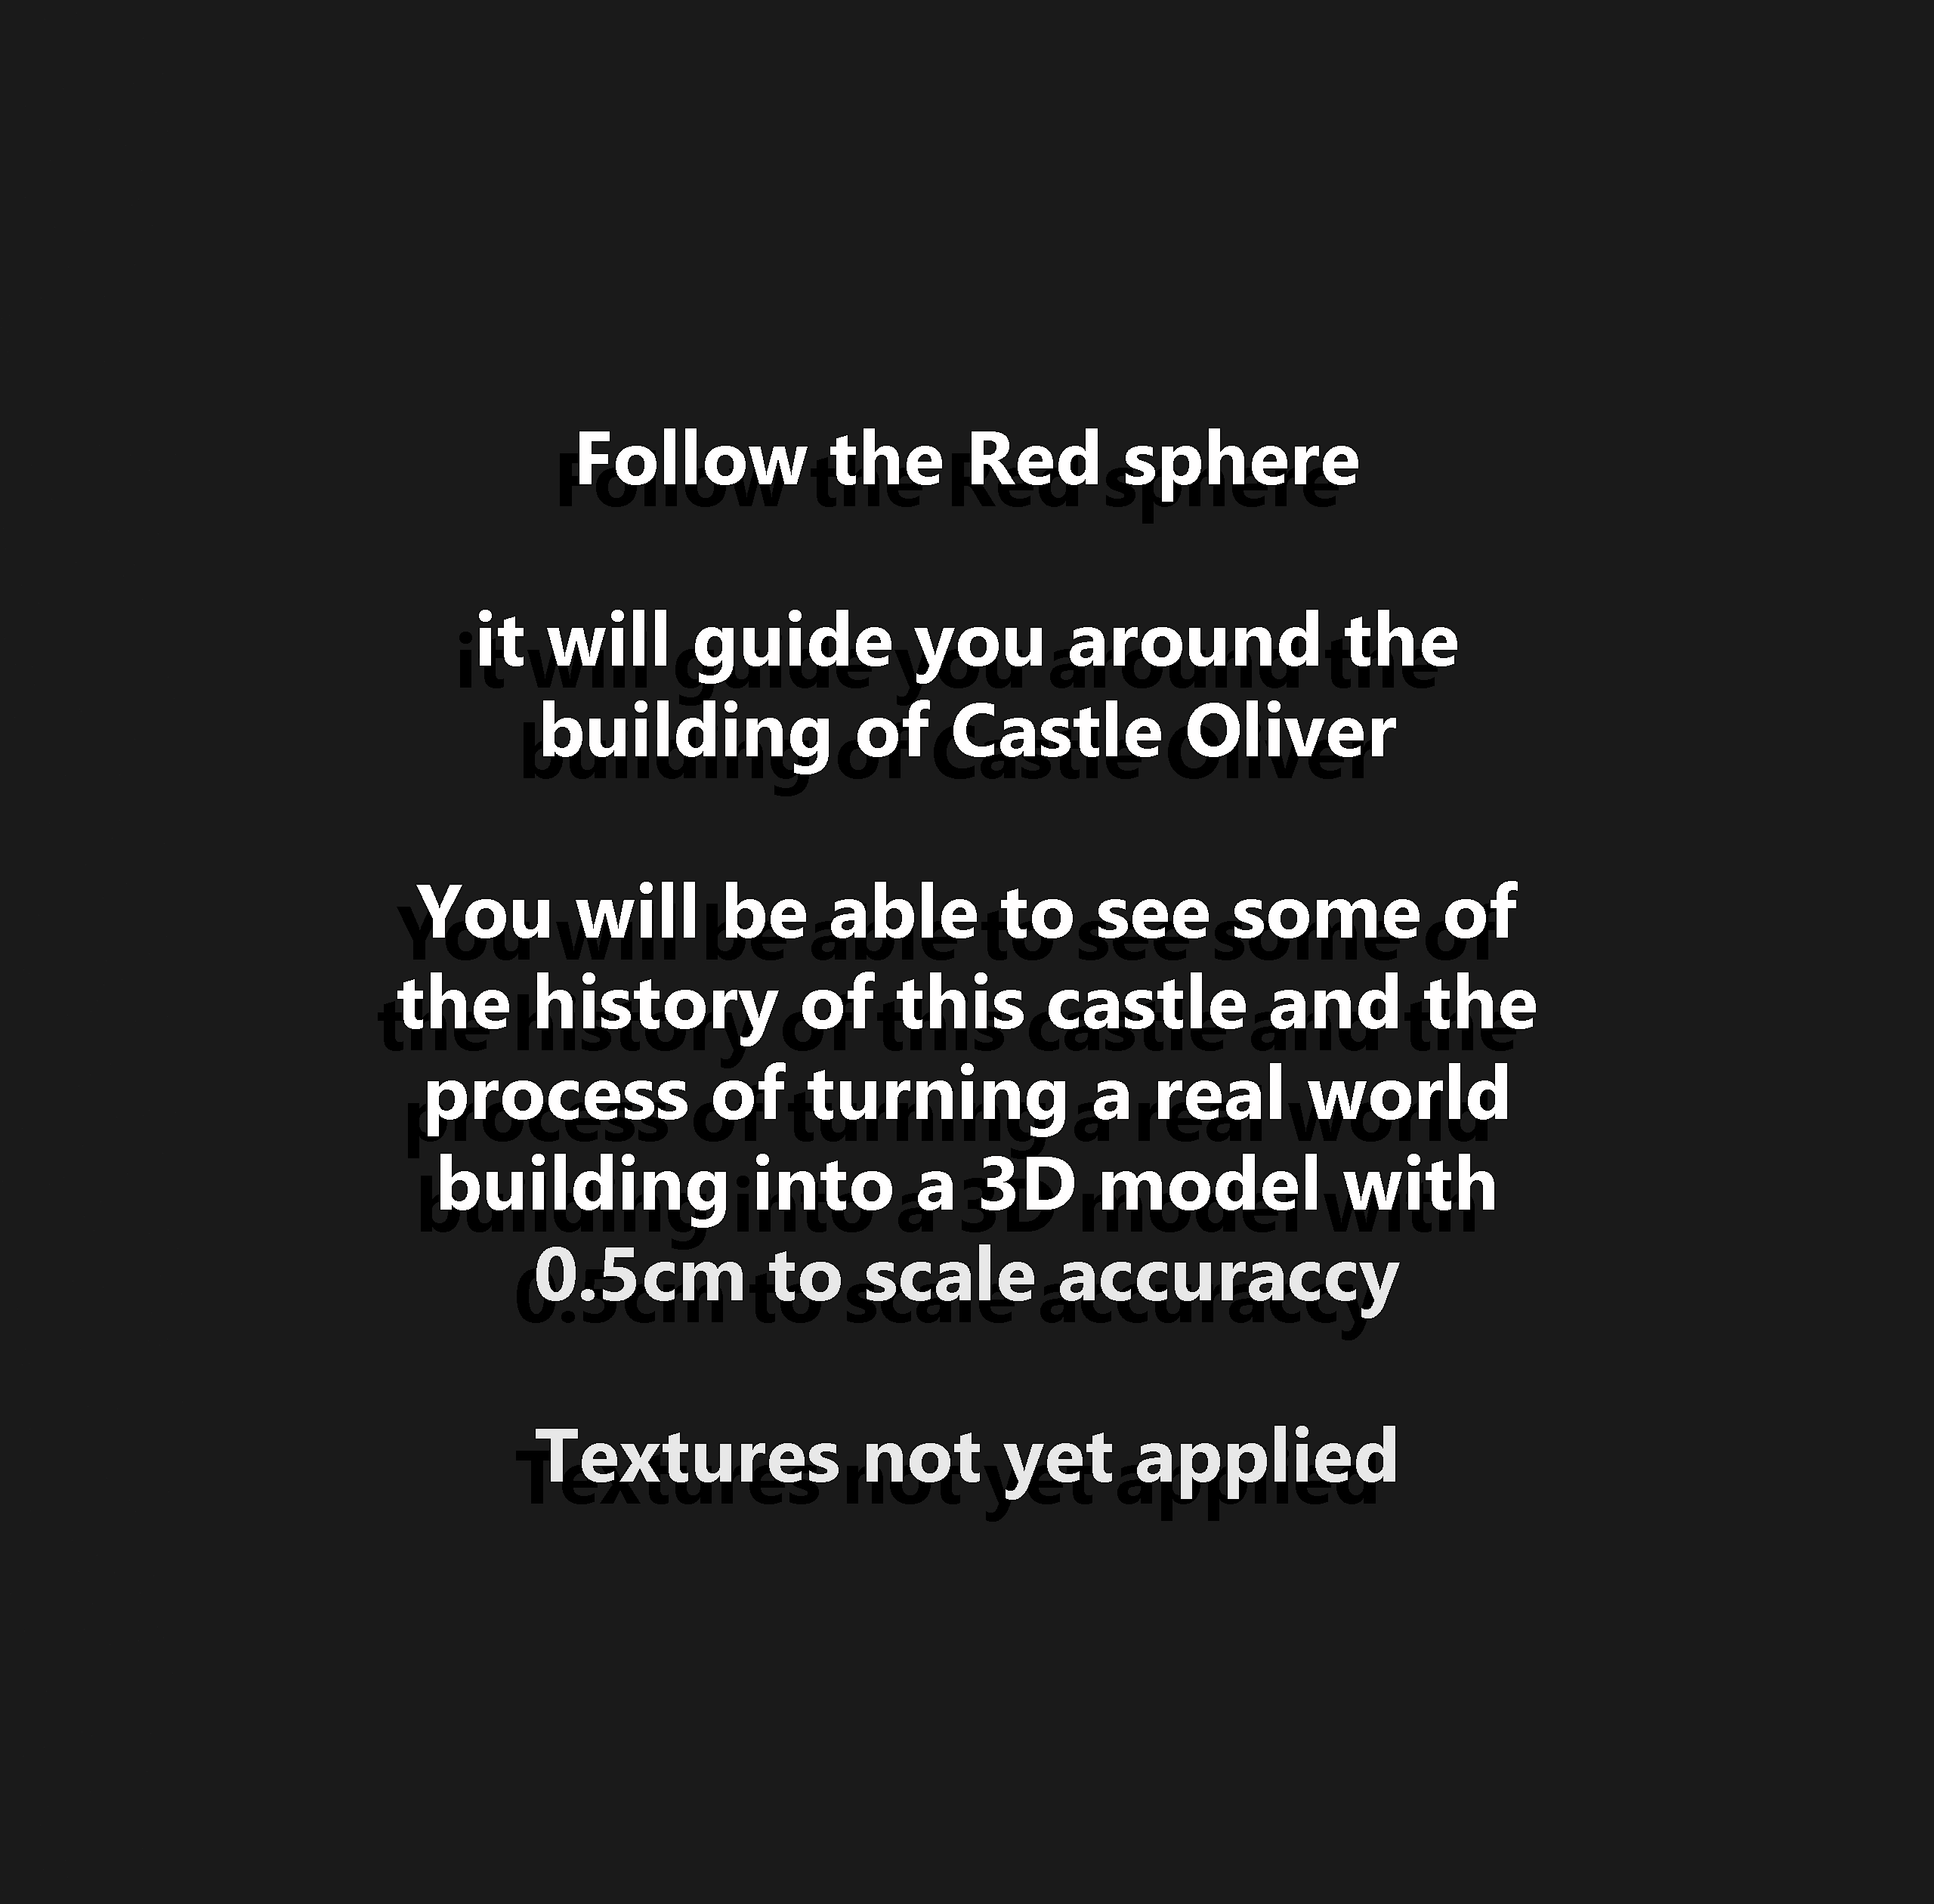 Follow the Red sphere
it will guide you around the
building of Castle Oliver
You will be able to see some of
the history of this castle and the
process of turning a real world
building into a 3D model with
0.5cm to scale accuraccy
Textures not yet applied